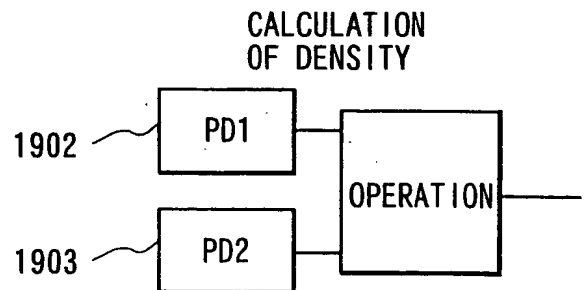 CALCULATION
OF DENSITY
1902
PD1
OPERATION
1903
PD2